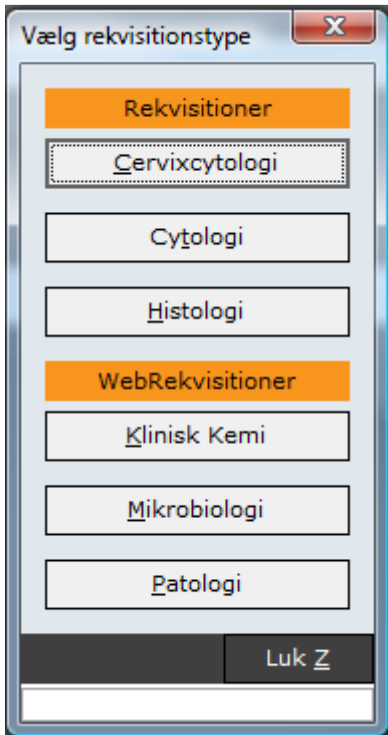 Vælg rekvisitionstype
Rekvisitioner
Cervixcytologi
Cytologi
Histologi
WebRekvisitioner
Klinisk Kemi
Mikrobiologi
Patologi
Luk Z